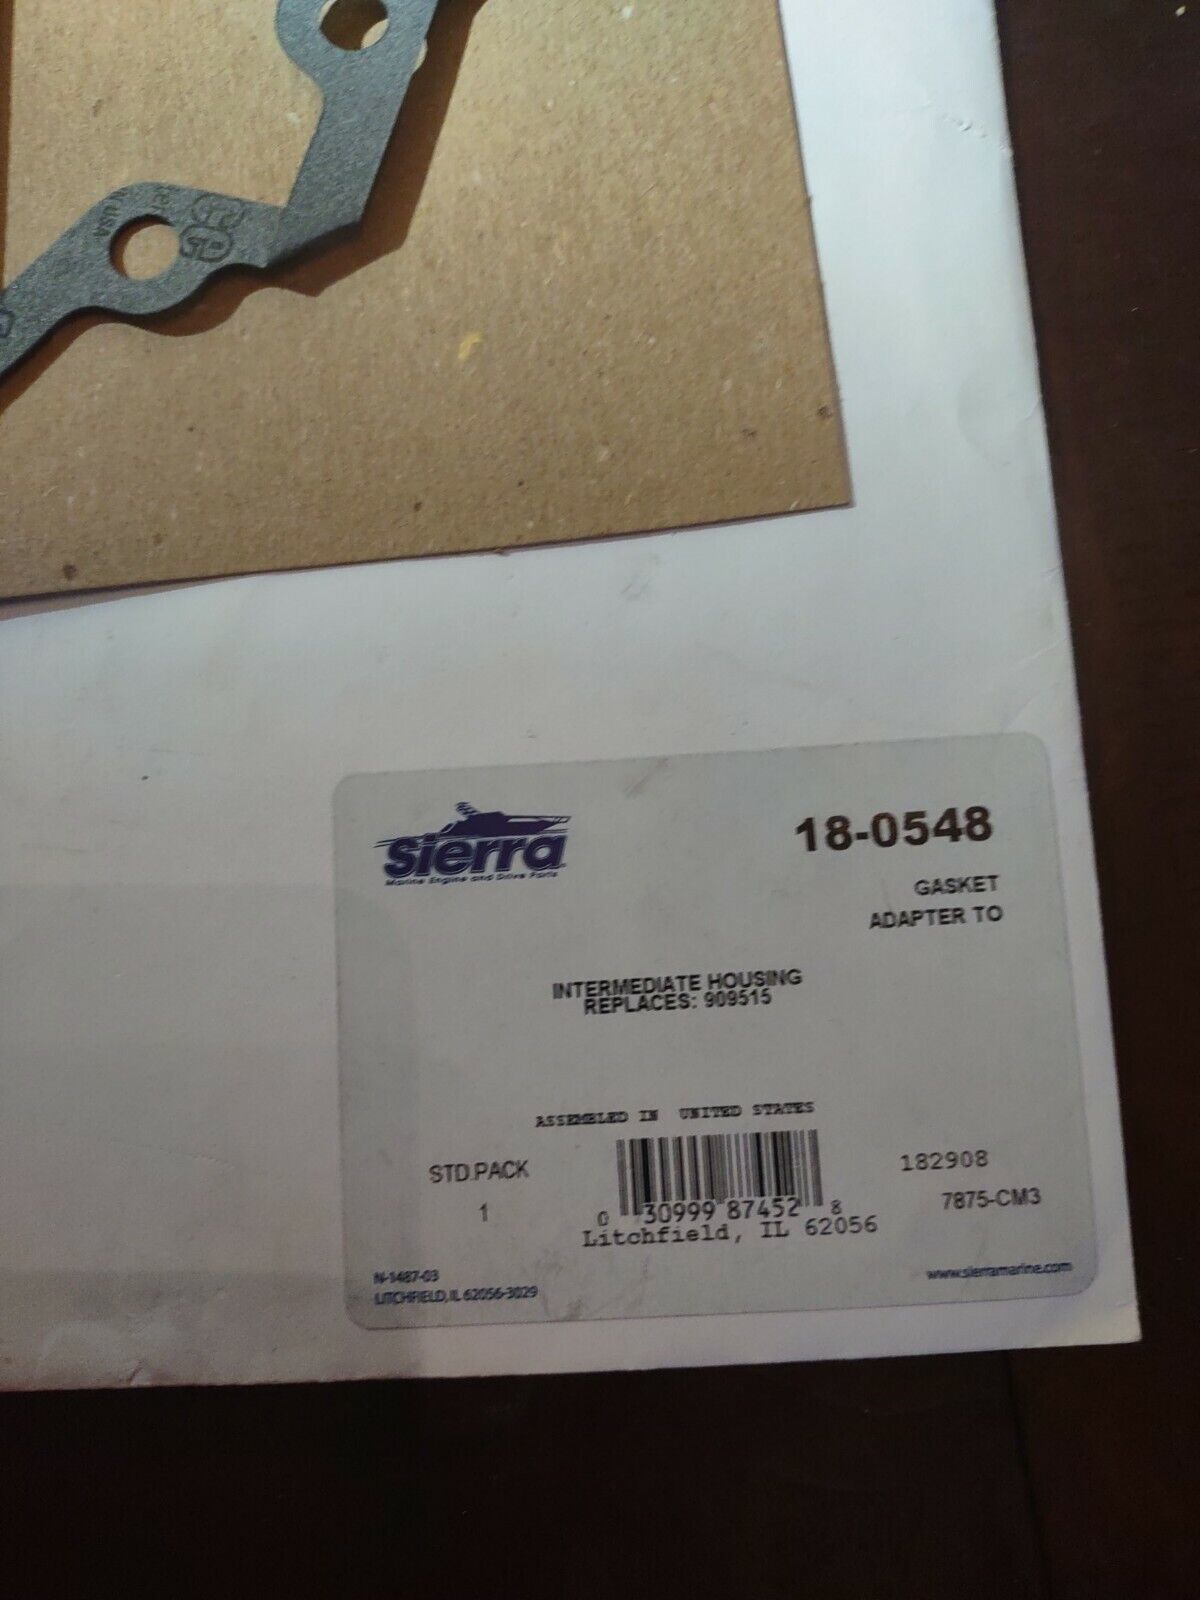 USA
Sierra
Marine Engine and Drive Parts
18-0548
GASKET
ADAPTER TO
INTERMEDIATE HOUSING
REPLACES: 909515
ASSEMBLED IN UNITED STATES
STD.PACK
1
0 30999 87452 8
Litchfield, IL 62056
182908
7875-CM3
N-1487-03
LITCHFIELD, IL 62056-3029
www.sierramarine.com